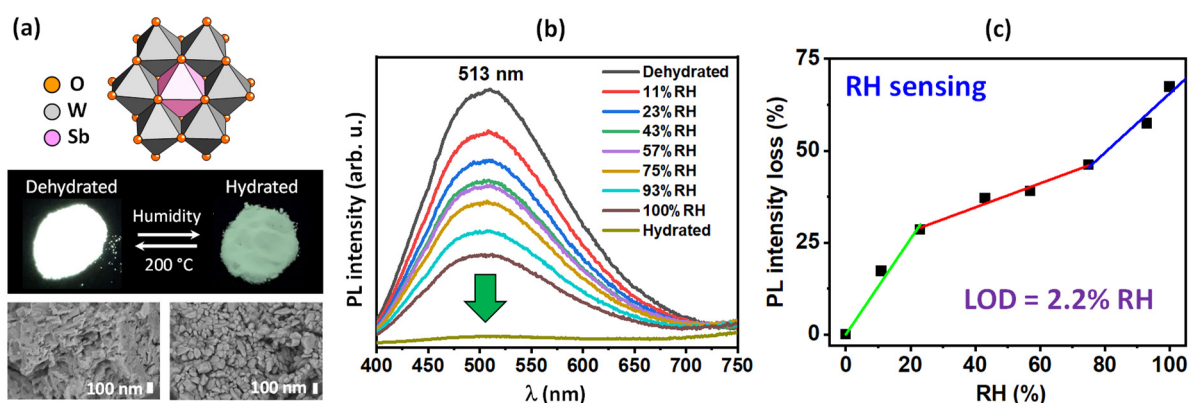 (a)
O
W
Sb
Dehydrated
Hydrated
Humidity
200 °C
100 nm
100 nm
(b)
513 nm
Dehydrated
11% RH
23% RH
43% RH
57% RH
75% RH
93% RH
100% RH
Hydrated
PL intensity (arb. u.)
400 450 500 550 600 650 700 750
λ (nm)
(c)
RH sensing
LOD = 2.2% RH
PL intensity loss (%)
75
50
25
0
0 20 40 60 80 100
RH (%)